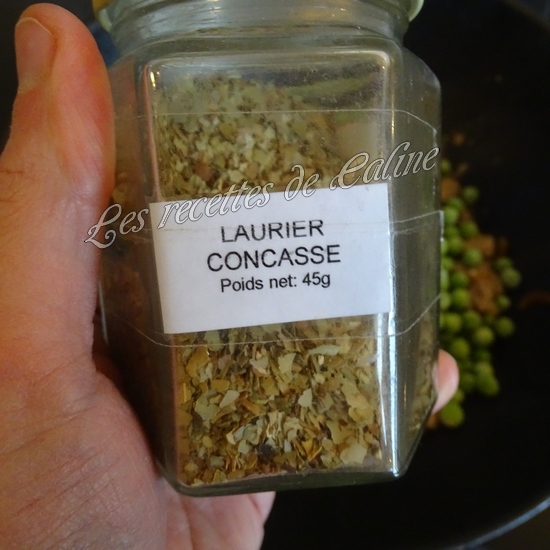 Les recettes de Caline
LAURIER
CONCASSE
Poids net: 45g